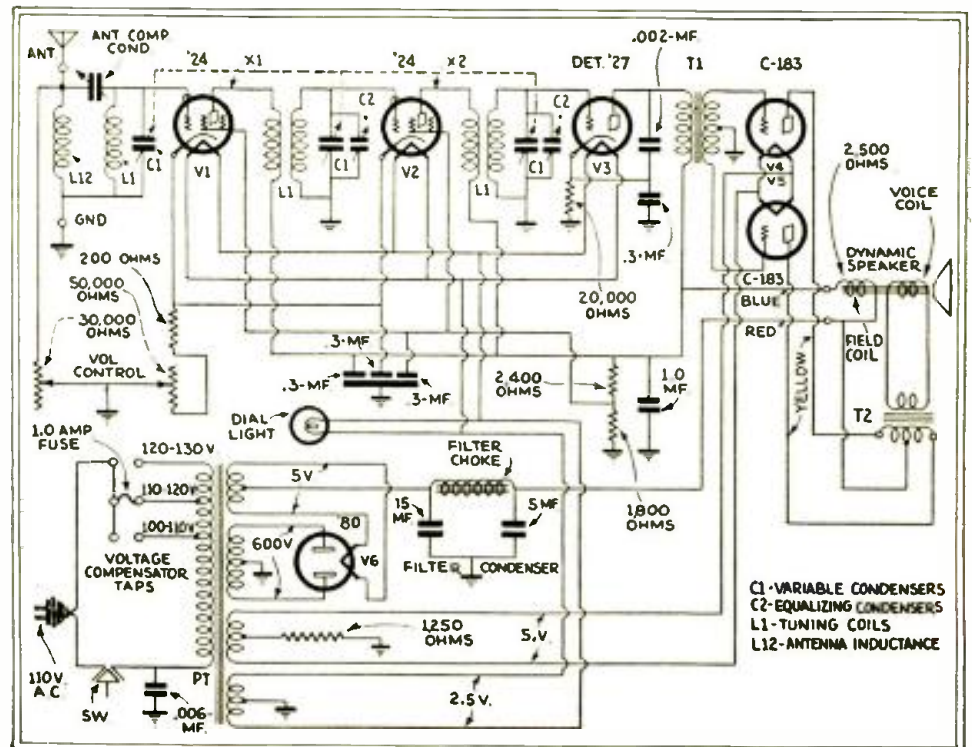 ANT COMP
COND
ANT.
'24
X1
'24
X2
DET. '27
.002-MF.
T1
C-183
C2
C2
C1
L12
L1
V1
L1
C1
V2
L1
C1
V3
V4
V5
2,500
OHMS
VOICE
COIL
GND
DYNAMIC
SPEAKER
.3-MF.
C-183
BLUE
RED
20,000
OHMS
200 OHMS
50,000
OHMS
30,000
OHMS
FIELD
COIL
VOL
CONTROL
.3-MF
.3-MF
.3-MF
2,400
OHMS
1.0
MF.
YELLOW
T2
DIAL
LIGHT
1.0 AMP
FUSE
120-130 V
110-120V
100-110V
VOLTAGE
COMPENSATOR
TAPS
5V
FILTER
CHOKE
15
MF.
5 MF
1,800
OHMS
'80
600V
V6
FILTER CONDENSER
1,250
OHMS
5.V.
C1-VARIABLE CONDENSERS
C2-EQUALIZING CONDENSERS
L1-TUNING COILS
L12-ANTENNA INDUCTANCE
110V.
A C.
SW
.006-
MF.
PT
2.5V.